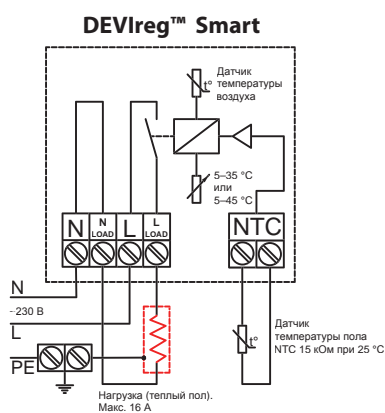 DEVIreg™ Smart
Датчик
t° температуры
воздуха
5–35 °C
или
5–45 °C
N N LOAD L L LOAD NTC
N
~230 В
L
PE
t°
Датчик
температуры пола
NTC 15 кОм при 25 °C
Нагрузка (теплый пол).
Макс. 16 А